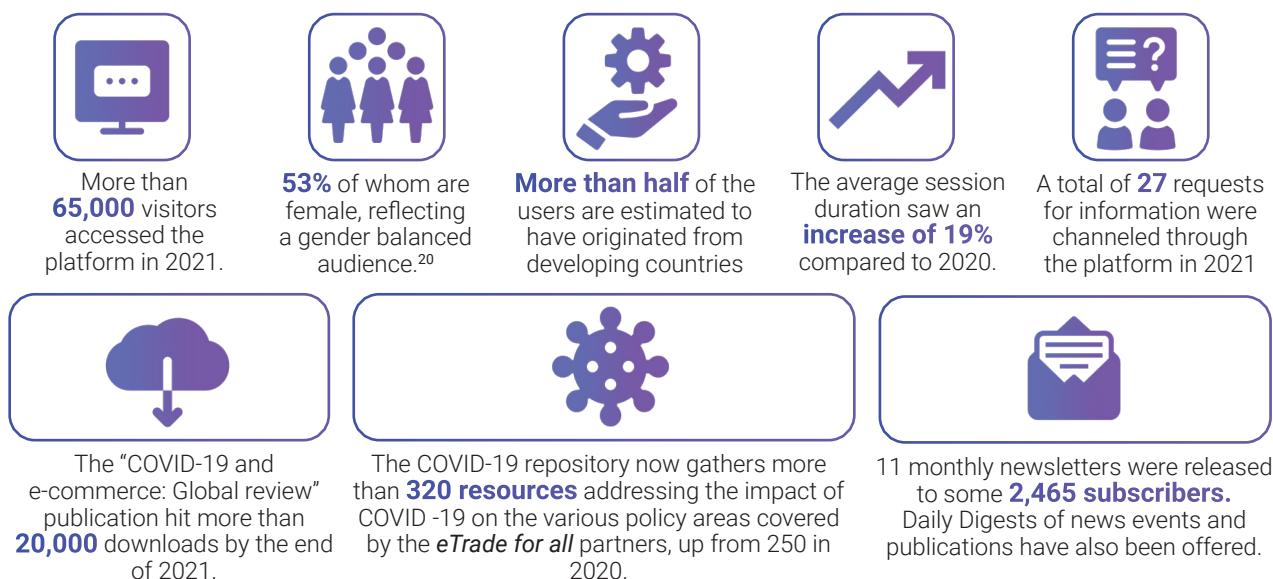 More than
65,000 visitors
accessed the
platform in 2021.
53% of whom are
female, reflecting
a gender balanced
audience.20
More than half of the
users are estimated to
have originated from
developing countries
The average session
duration saw an
increase of 19%
compared to 2020.
?
A total of 27 requests
for information were
channeled through
the platform in 2021
The “COVID-19 and
e-commerce: Global review”
publication hit more than
20,000 downloads by the end
of 2021.
The COVID-19 repository now gathers more
than 320 resources addressing the impact of
COVID -19 on the various policy areas covered
by the eTrade for all partners, up from 250 in
2020.
11 monthly newsletters were released
to some 2,465 subscribers.
Daily Digests of news events and
publications have also been offered.